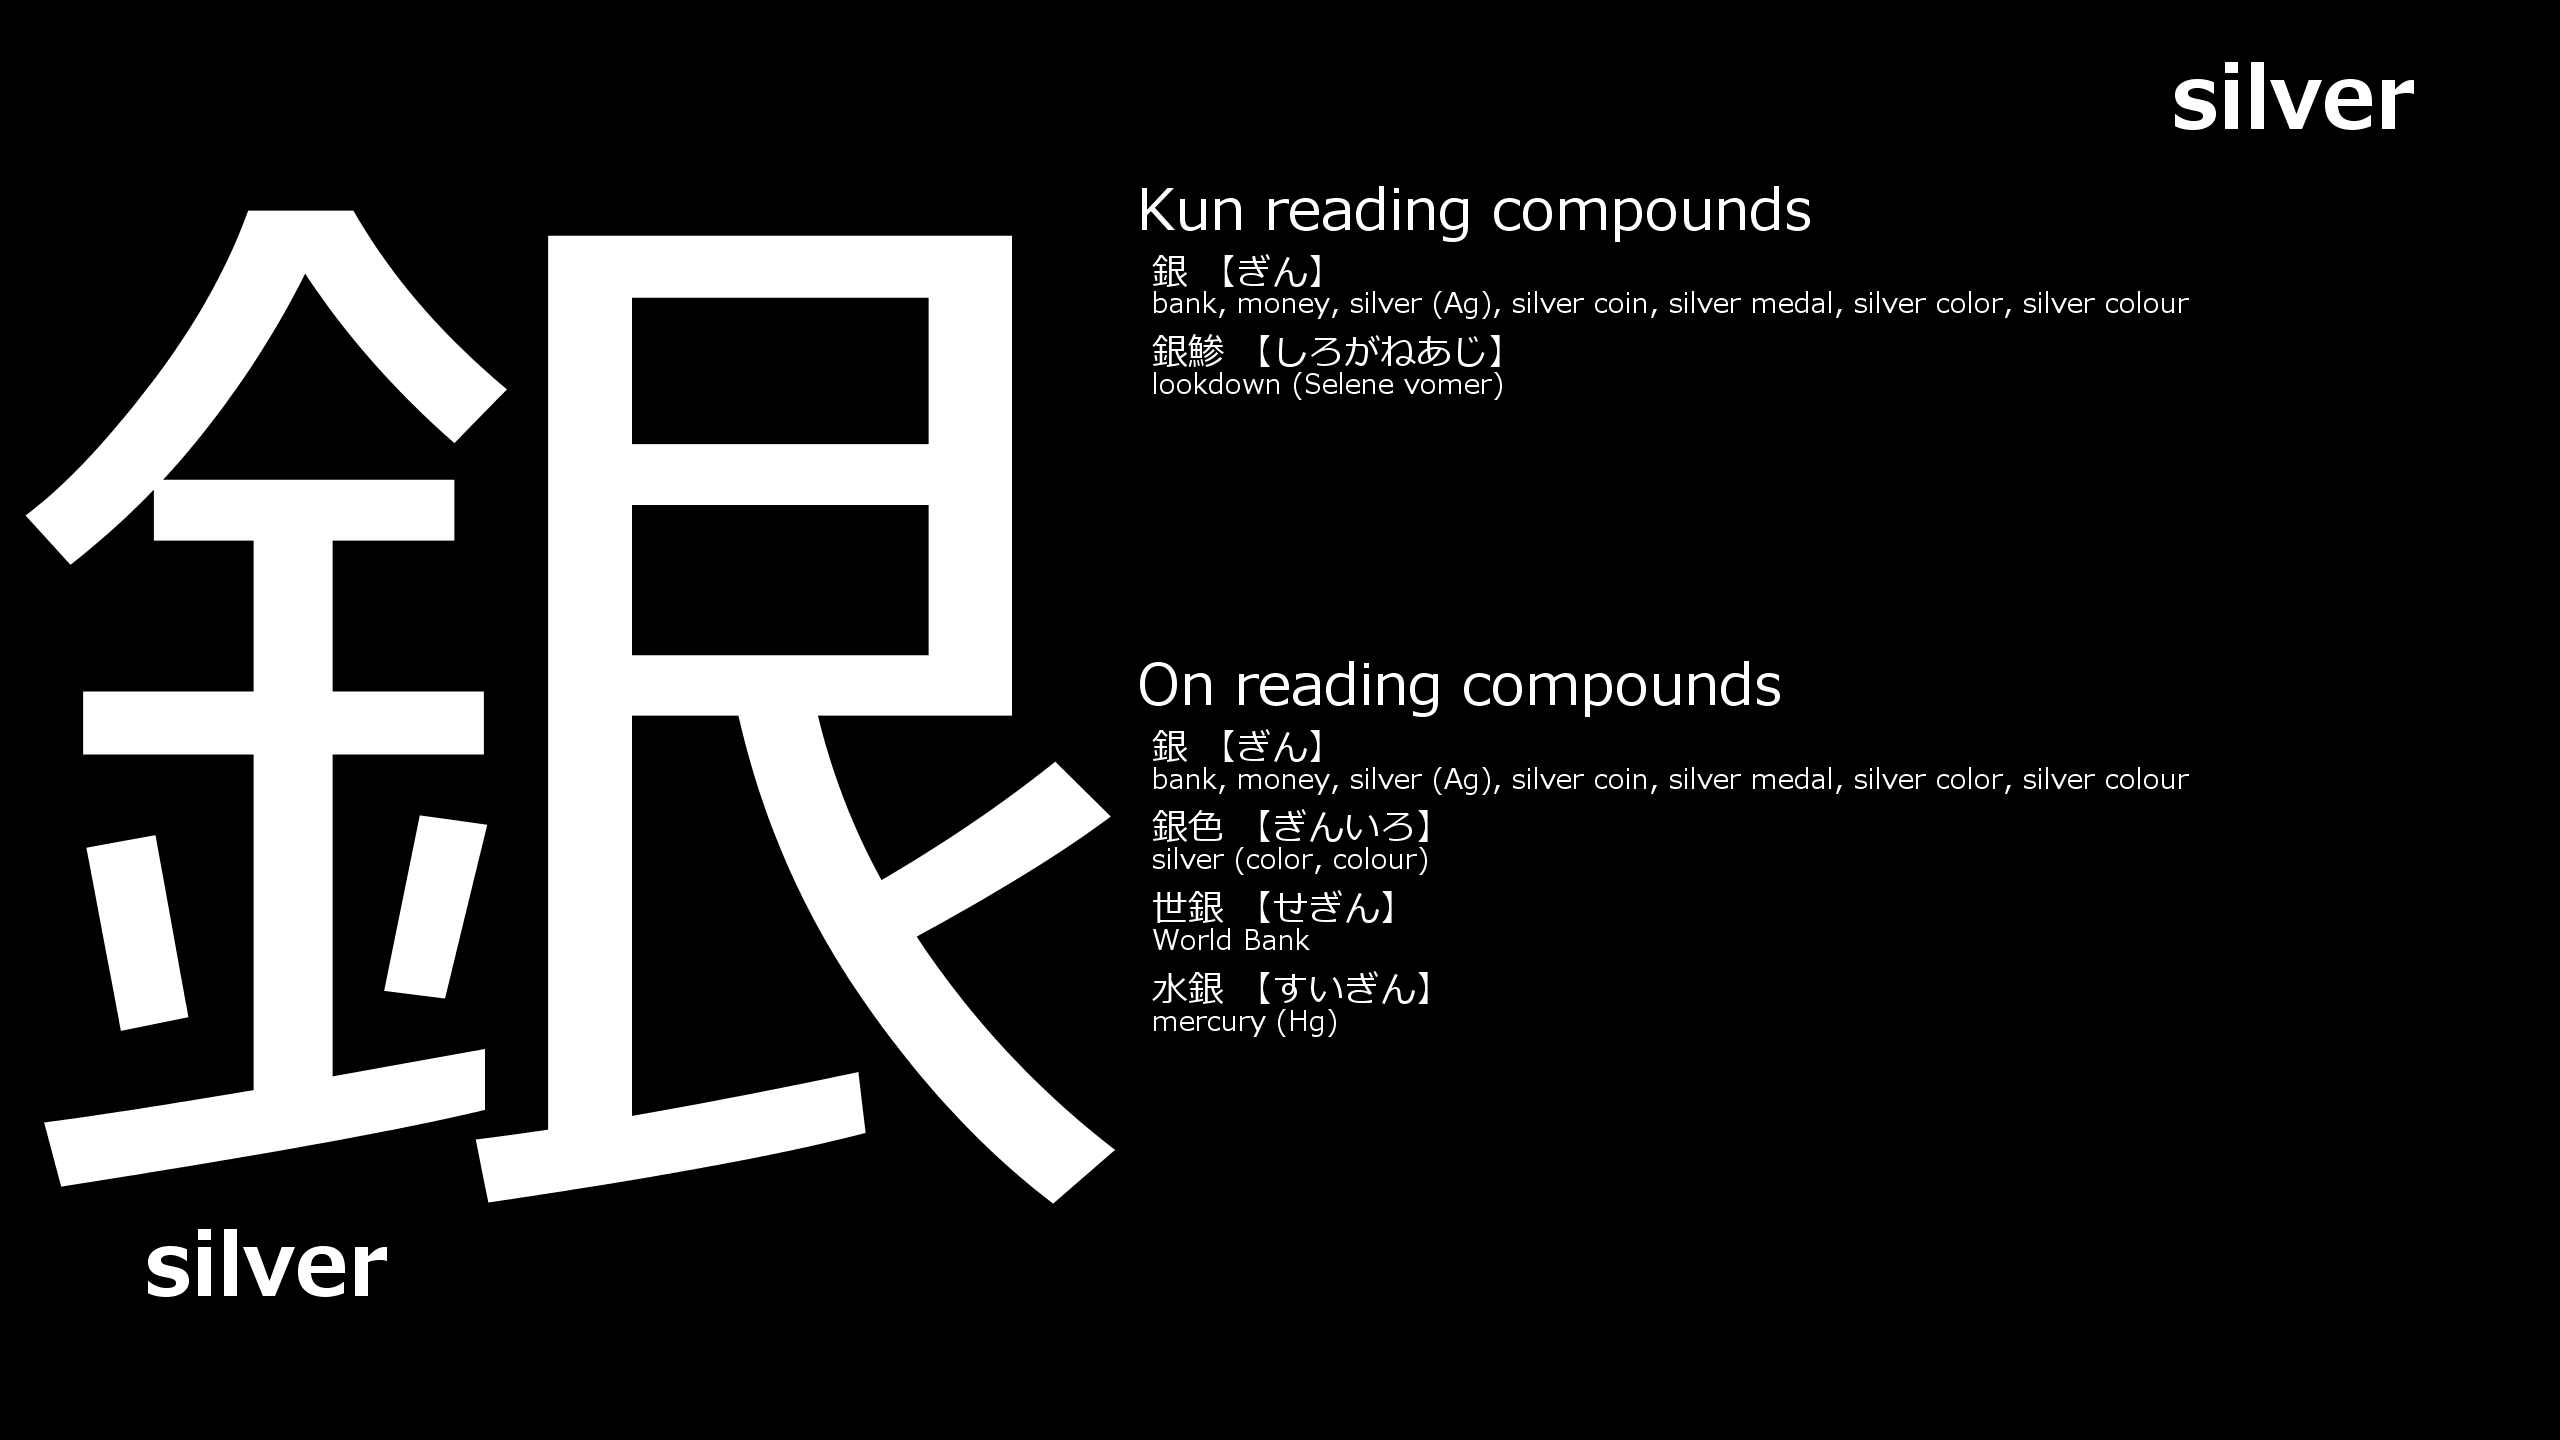 silver
銀
Kun reading compounds
銀 【ぎん】
bank, money, silver (Ag), silver coin, silver medal, silver color, silver colour
銀鯵 【しろがねあじ】
lookdown (Selene vomer)
On reading compounds
銀 【ぎん】
bank, money, silver (Ag), silver coin, silver medal, silver color, silver colour
銀色 【ぎんいろ】
silver (color, colour)
世銀 【せぎん】
World Bank
水銀 【すいぎん】
mercury (Hg)
silver